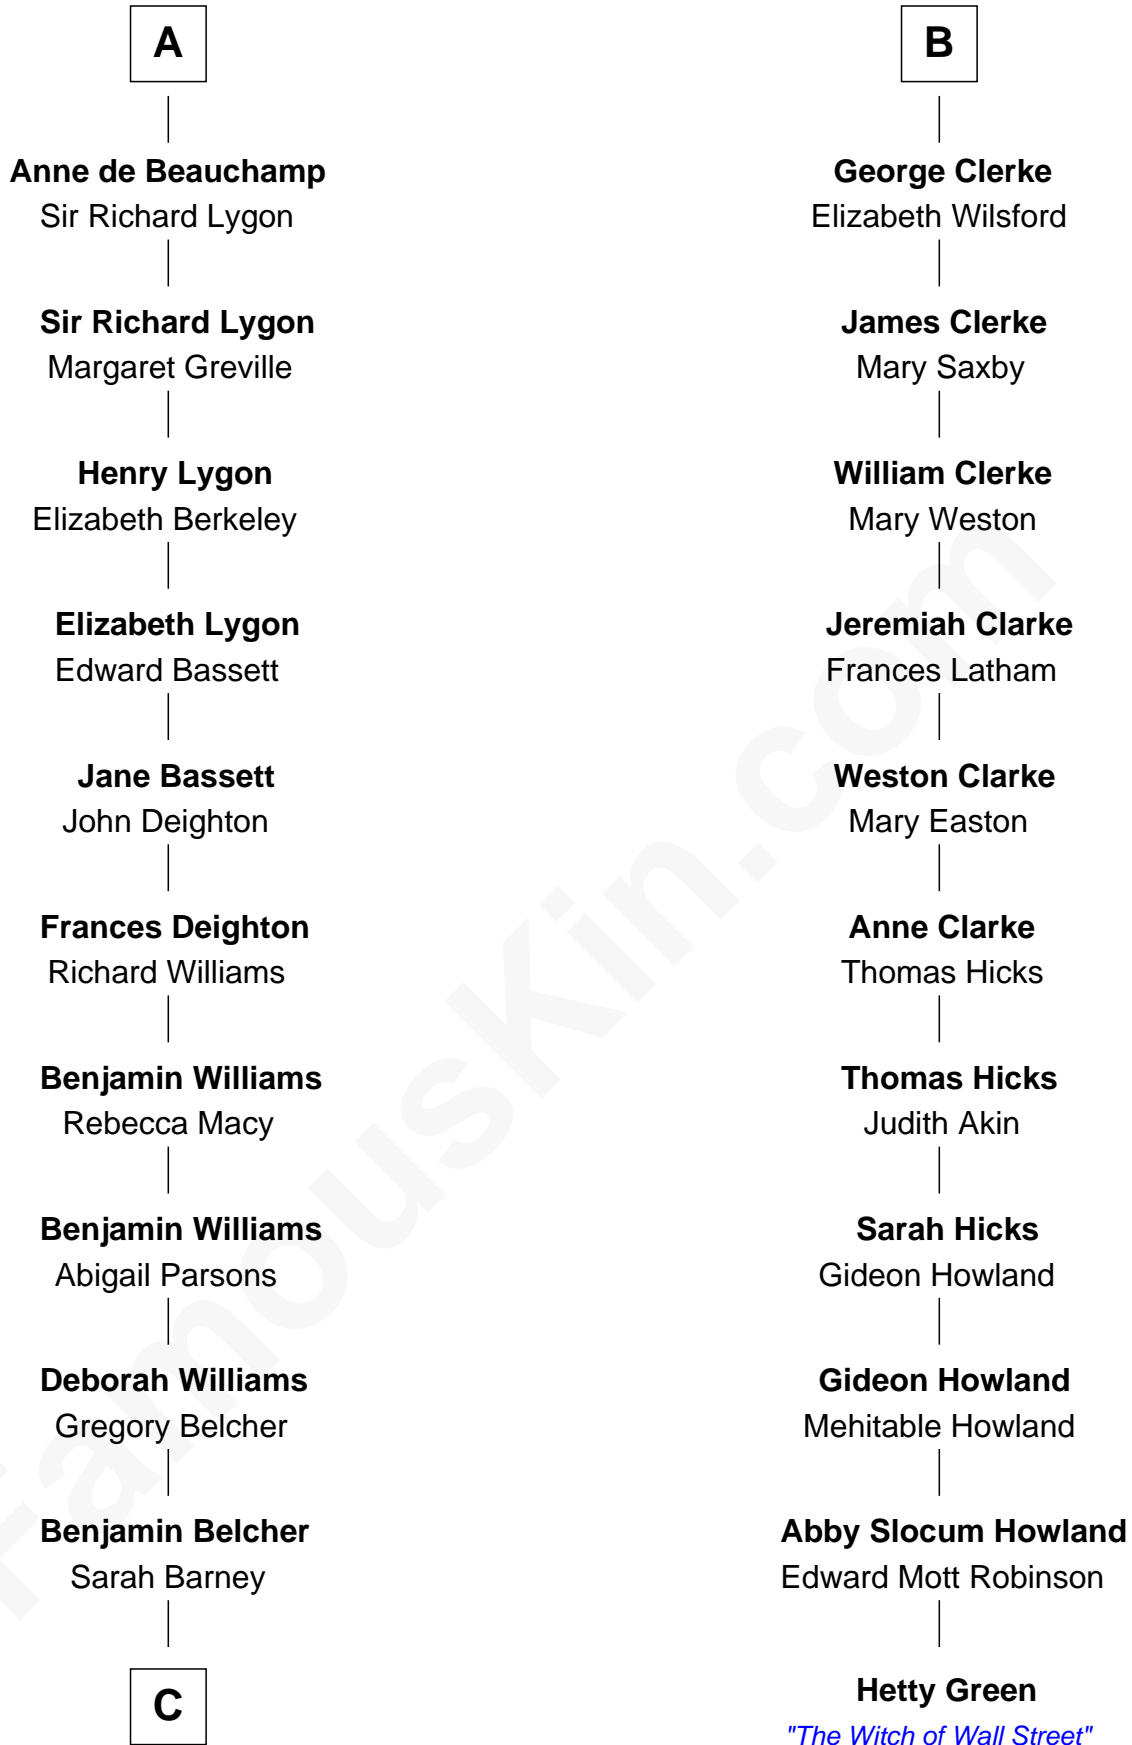 A
Anne de Beauchamp
Sir Richard Lygon
Sir Richard Lygon
Margaret Greville
Henry Lygon
Elizabeth Berkeley
Elizabeth Lygon
Edward Bassett
Jane Bassett
John Deighton
Frances Deighton
Richard Williams
Benjamin Williams
Rebecca Macy
Benjamin Williams
Abigail Parsons
Deborah Williams
Gregory Belcher
Benjamin Belcher
Sarah Barney
C
B
George Clerke
Elizabeth Wilsford
James Clerke
Mary Saxby
William Clerke
Mary Weston
Jeremiah Clarke
Frances Latham
Weston Clarke
Mary Easton
Anne Clarke
Thomas Hicks
Thomas Hicks
Judith Akin
Sarah Hicks
Gideon Howland
Gideon Howland
Mehitable Howland
Abby Slocum Howland
Edward Mott Robinson
Hetty Green
"The Witch of Wall Street"
FamousKin.com